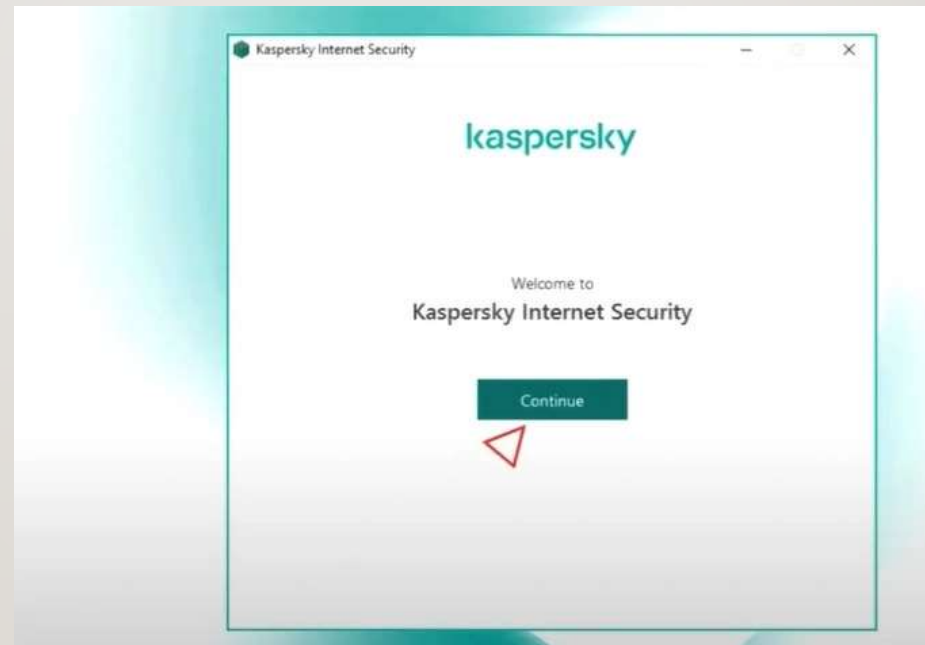 Kaspersky Internet Security
kaspersky
Welcome to
Kaspersky Internet Security
Continue